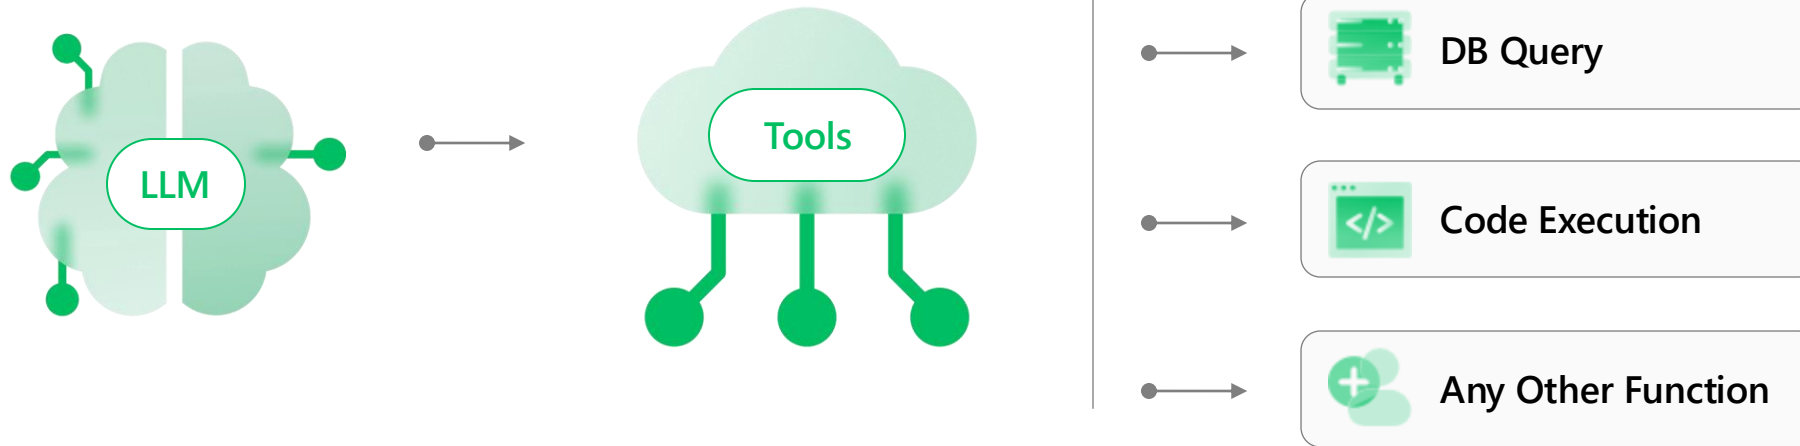 LLM
Tools
DB Query
</>
Code Execution
Any Other Function